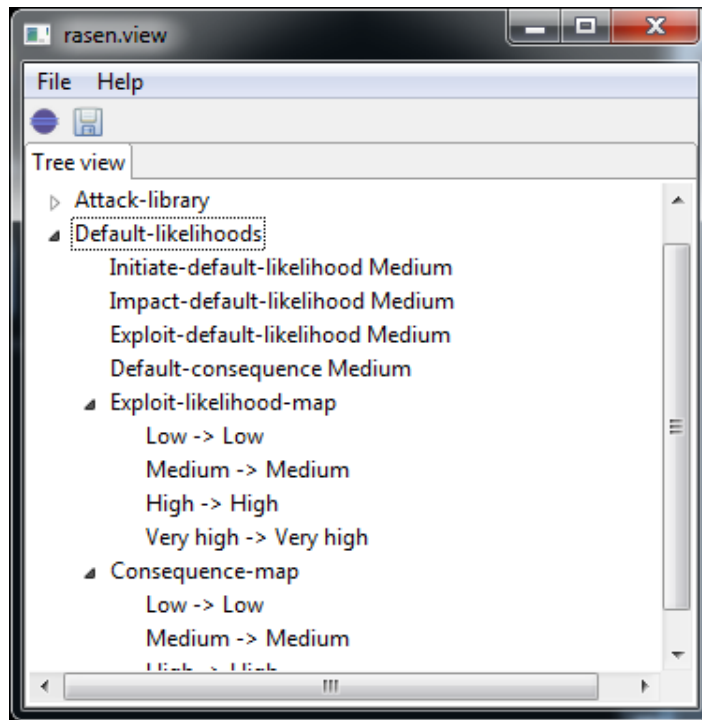 rasen.view
File Help
Tree view
Attack-library
Default-likelihoods
Initiate-default-likelihood Medium
Impact-default-likelihood Medium
Exploit-default-likelihood Medium
Default-consequence Medium
Exploit-likelihood-map
Low -> Low
Medium -> Medium
High -> High
Very high -> Very high
Consequence-map
Low -> Low
Medium -> Medium
High -> High